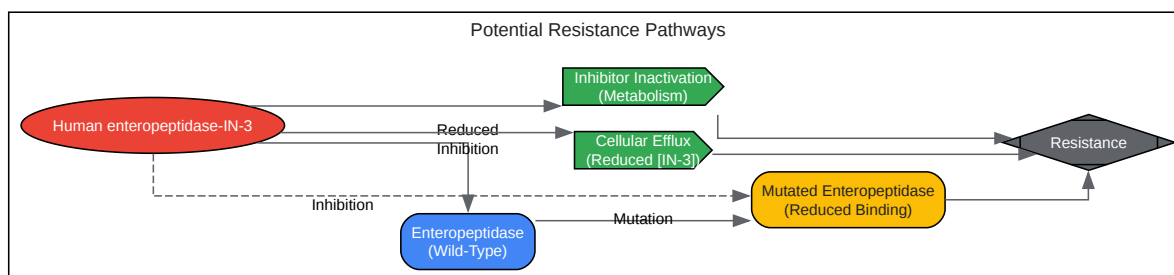 Potential Resistance Pathways
Inhibitor Inactivation
(Metabolism)
Human enteropeptidase-IN-3
Reduced
Inhibition
Cellular Efflux
(Reduced [IN-3])
Resistance
Inhibition
Mutated Enteropeptidase
(Reduced Binding)
Enteropeptidase
(Wild-Type)
Mutation